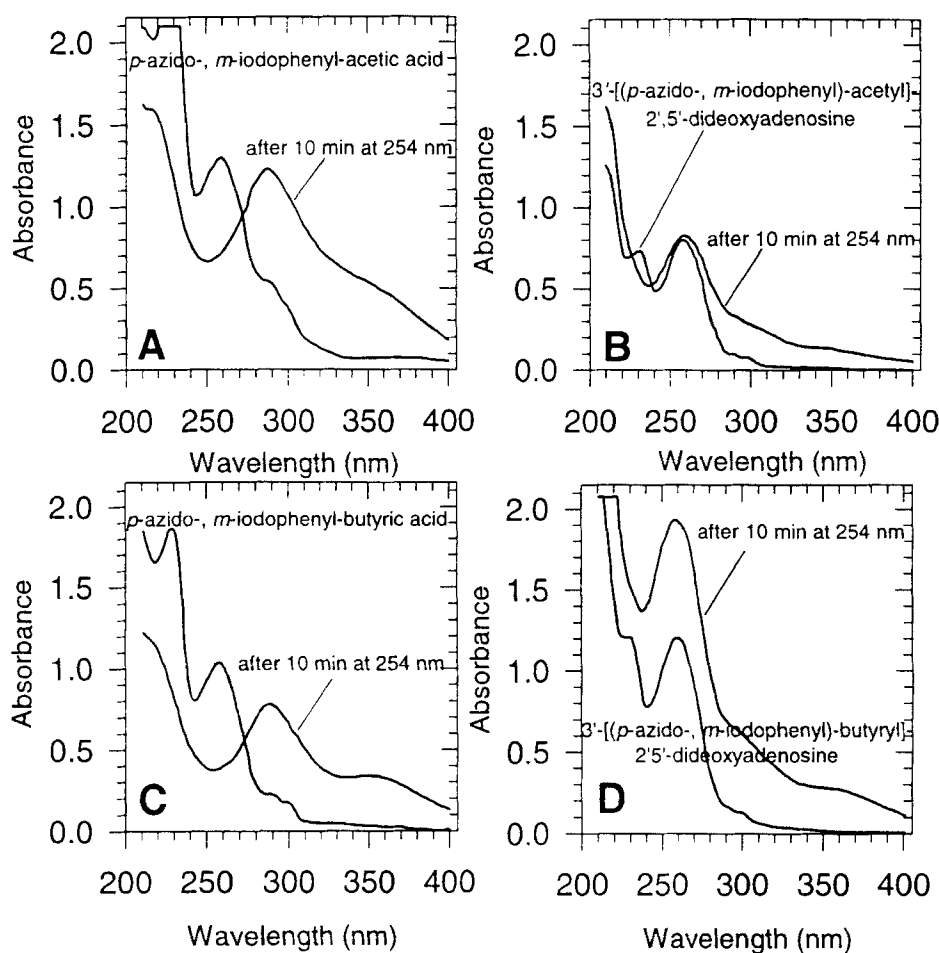 2.0
1.5
1.0
0.5
0.0
Absorbance
p-azido-, m-iodophenyl-acetic acid
after 10 min at 254 nm
A
200 250 300 350 400
Wavelength (nm)
2.0
1.5
1.0
0.5
0.0
Absorbance
3'-[(p-azido-, m-iodophenyl)-acetyl]-
2',5'-dideoxyadenosine
after 10 min at 254 nm
B
200 250 300 350 400
Wavelength (nm)
2.0
1.5
1.0
0.5
0.0
Absorbance
p-azido-, m-iodophenyl-butyric acid
after 10 min at 254 nm
C
200 250 300 350 400
Wavelength (nm)
2.0
1.5
1.0
0.5
0.0
Absorbance
after 10 min at 254 nm
3'-[(p-azido-, m-iodophenyl)-butyryl]-
2'5'-dideoxyadenosine
D
200 250 300 350 400
Wavelength (nm)